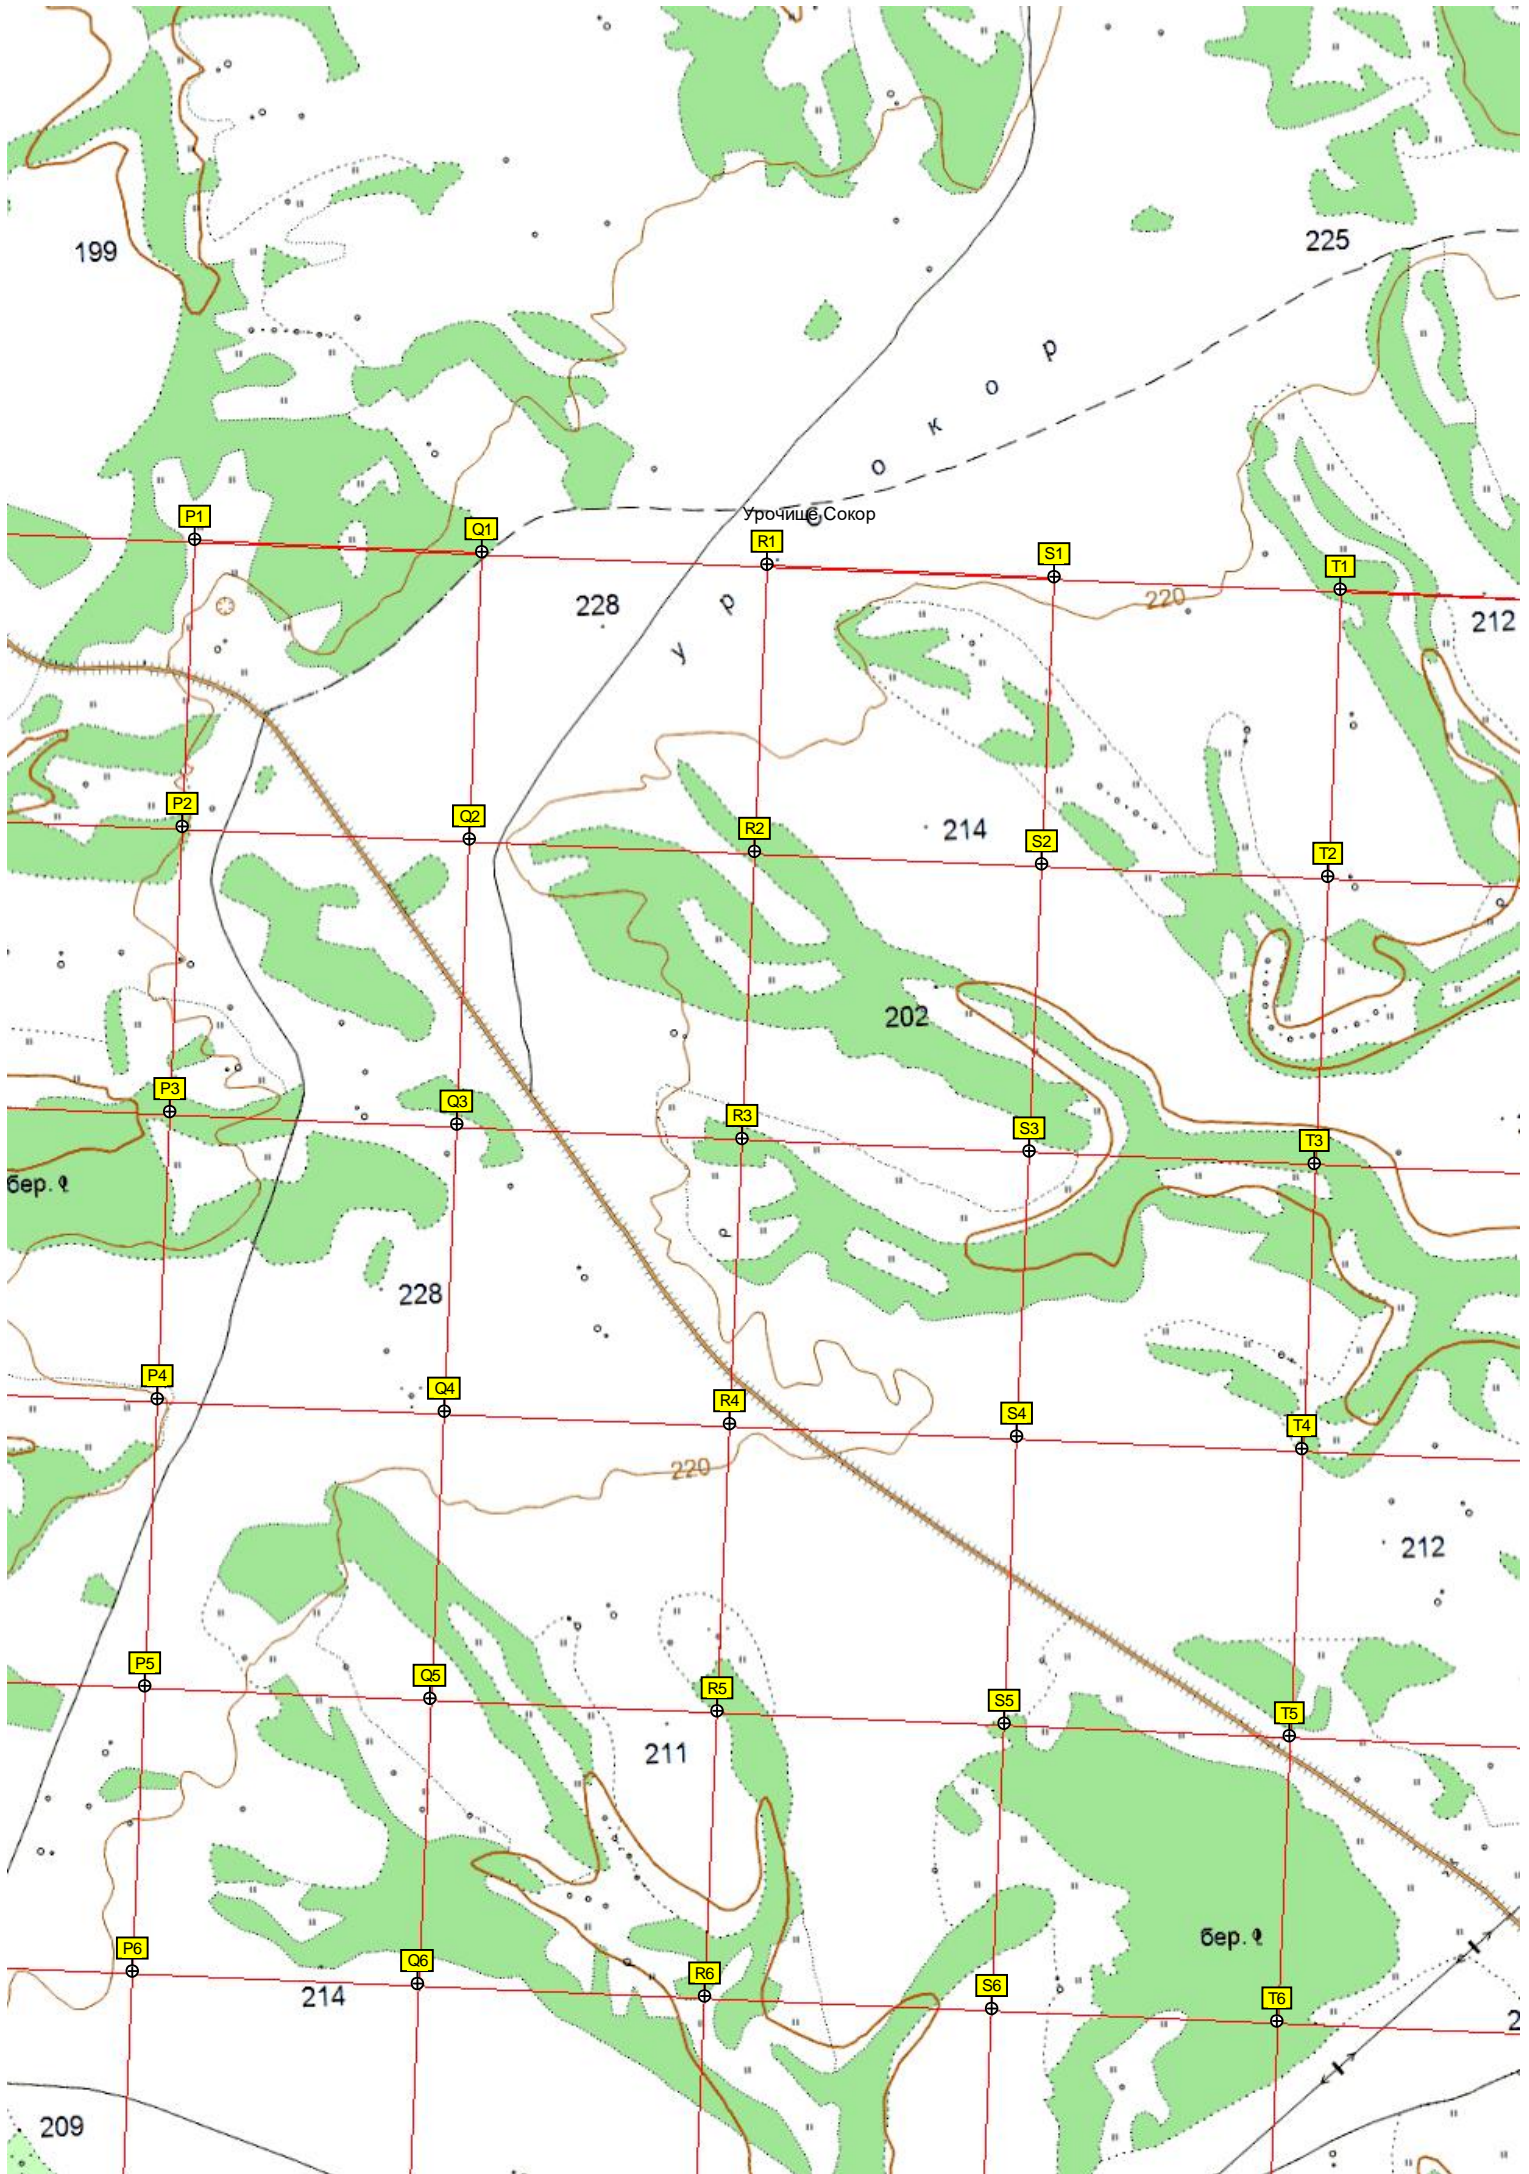 199
225
р
о
к
о
С
Урочище Сокор
P1
Q1
R1
S1
T1
220
228
р
212
у
P2
Q2
R2
214
S2
T2
202
P3
Q3
R3
S3
T3
бер.
р
228
P4
Q4
R4
S4
T4
220
212
P5
Q5
R5
S5
T5
211
бер.
P6
Q6
R6
S6
T6
214
2
209